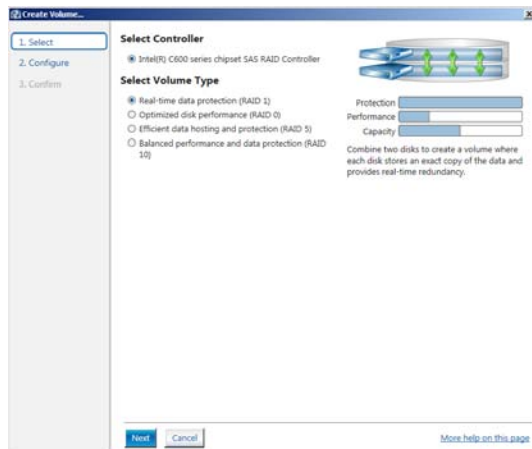 Create Volume...
1. Select
2. Configure
3. Confirm
Select Controller
Intel(R) C600 series chipset SAS RAID Controller
Select Volume Type
Real-time data protection (RAID 1)
Optimized disk performance (RAID 0)
Efficient data hosting and protection (RAID 5)
Balanced performance and data protection (RAID
10)
Protection
Performance
Capacity
Combine two disks to create a volume where
each disk stores an exact copy of the data and
provides real-time redundancy.
Next
Cancel
More help on this page